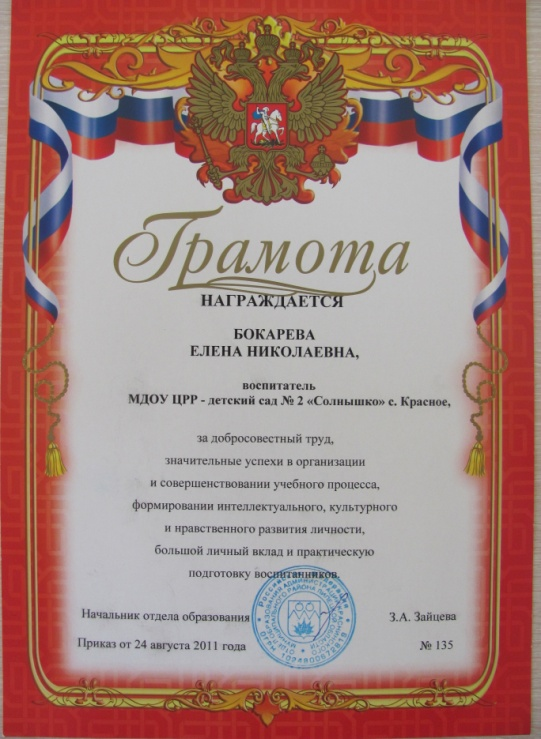 Грамота
НАГРАЖДАЕТСЯ
БОКАРЕВА
ЕЛЕНА НИКОЛАЕВНА,
воспитатель
МДОУ ЦРР - детский сад № 2 «Солнышко» с. Красное,
за добросовестный труд,
значительные успехи в организации
и совершенствовании учебного процесса,
формировании интеллектуального, культурного
и нравственного развития личности,
большой личный вклад и практическую
подготовку воспитанников.
Начальник отдела образования З.А. Зайцева
Приказ от 24 августа 2011 года № 135